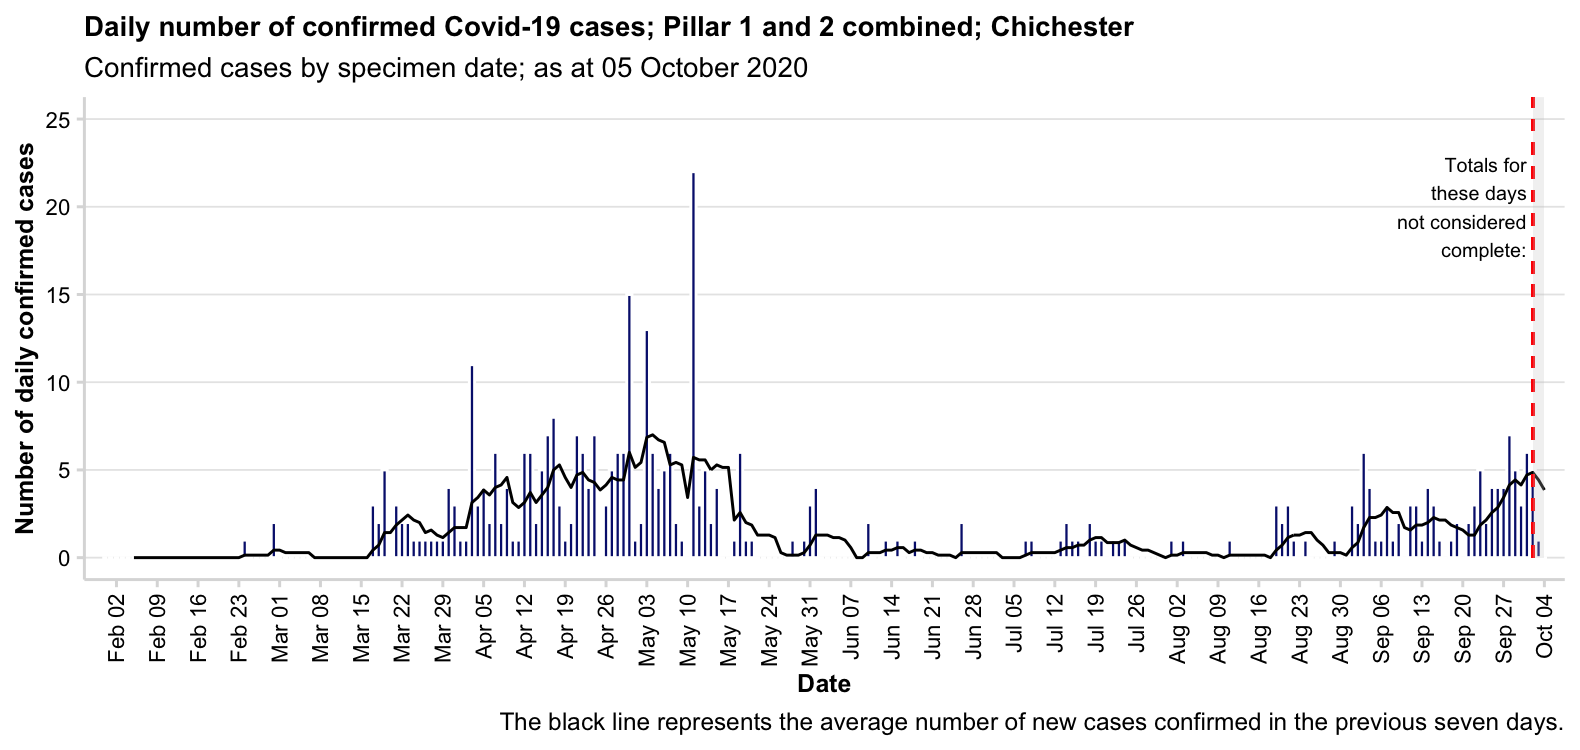 Daily number of confirmed Covid-19 cases; Pillar 1 and 2 combined; Chichester
Confirmed cases by specimen date; as at 05 October 2020
Number of daily confirmed cases
25
20
15
10
5
0
Totals for
these days
not considered
complete:
Feb 02
Feb 09
Feb 16
Feb 23
Mar 01
Mar 08
Mar 15
Mar 22
Mar 29
Apr 05
Apr 12
Apr 19
Apr 26
May 03
May 10
May 17
May 24
May 31
Jun 07
Jun 14
Jun 21
Jun 28
Jul 05
Jul 12
Jul 19
Jul 26
Aug 02
Aug 09
Aug 16
Aug 23
Aug 30
Sep 06
Sep 13
Sep 20
Sep 27
Oct 04
Date
The black line represents the average number of new cases confirmed in the previous seven days.